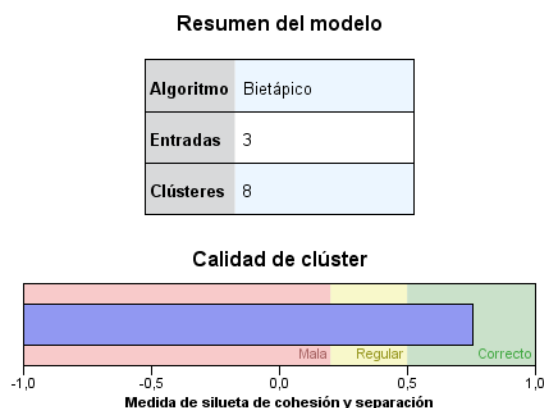 Resumen del modelo
Algoritmo Bietápico
Entradas 3
Clústeres 8
Calidad de clúster
Mala Regular Correcto
-1,0 -0,5 0,0 0,5 1,0
Medida de silueta de cohesión y separación